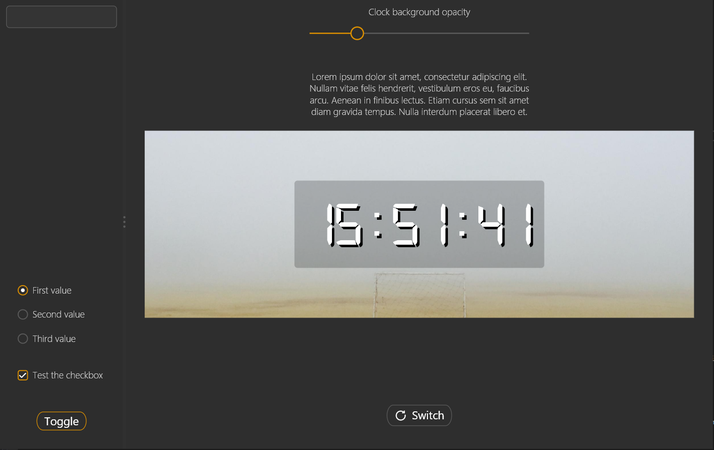 Clock background opacity
Lorem ipsum dolor sit amet, consectetur adipiscing elit.
Nullam vitae felis hendrerit, vestibulum eros eu, faucibus
arcu. Aenean in finibus lectus. Etiam cursus sem sit amet
diam gravida tempus. Nulla interdum placerat libero et.
15:51:41
First value
Second value
Third value
Test the checkbox
Toggle
Switch